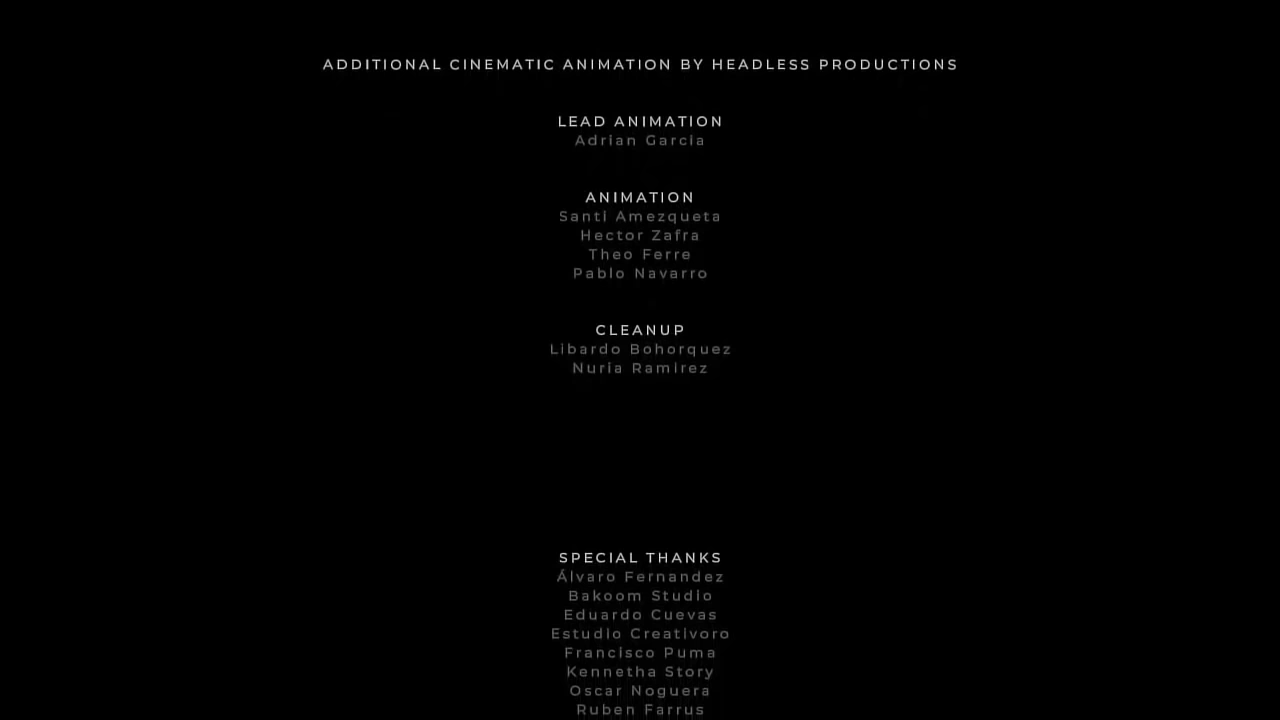 ADDITIONAL CINEMATIC ANIMATION BY HEADLESS PRODUCTIONS
LEAD ANIMATION
Adrian Garcia
ANIMATION
Santi Amezqueta
Hector Zafra
Theo Ferre
Pablo Navarro
CLEANUP
Libardo Bohorquez
Nuria Ramirez
SPECIAL THANKS
Álvaro Fernandez
Bakoom Studio
Eduardo Cuevas
Estudio Creativoro
Francisco Puma
Kennetha Story
Oscar Noguera
Ruben Farrus